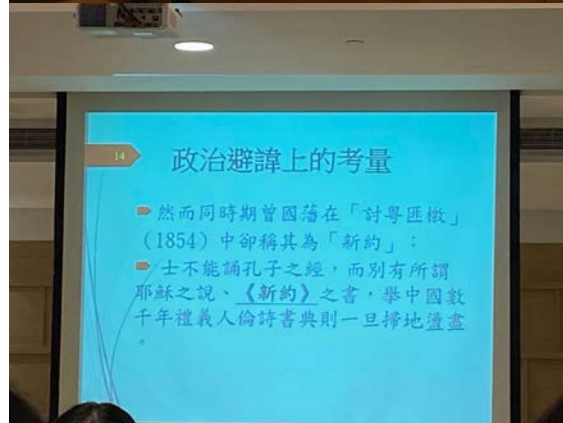 14
政治避諱上的考量
然而同時期曾國藩在「討粵匪檄」
（1854）中卻稱其為「新約」：
士不能誦孔子之經，而別有所謂
耶穌之說、《新約》之書，舉中國數
千年禮義人倫詩書典則一旦掃地盪盡
。